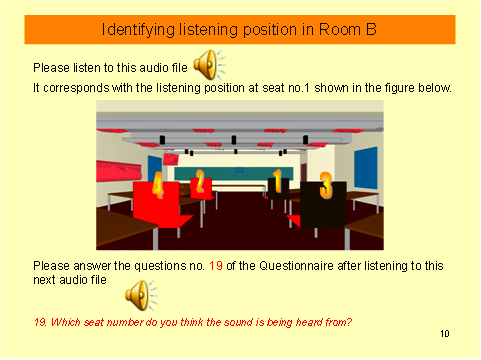 Identifying listening position in Room B
Please listen to this audio file
It corresponds with the listening position at seat no.1 shown in the figure below.
4 2 1 3
Please answer the questions no. 19 of the Questionnaire after listening to this
next audio file
19. Which seat number do you think the sound is being heard from?
10